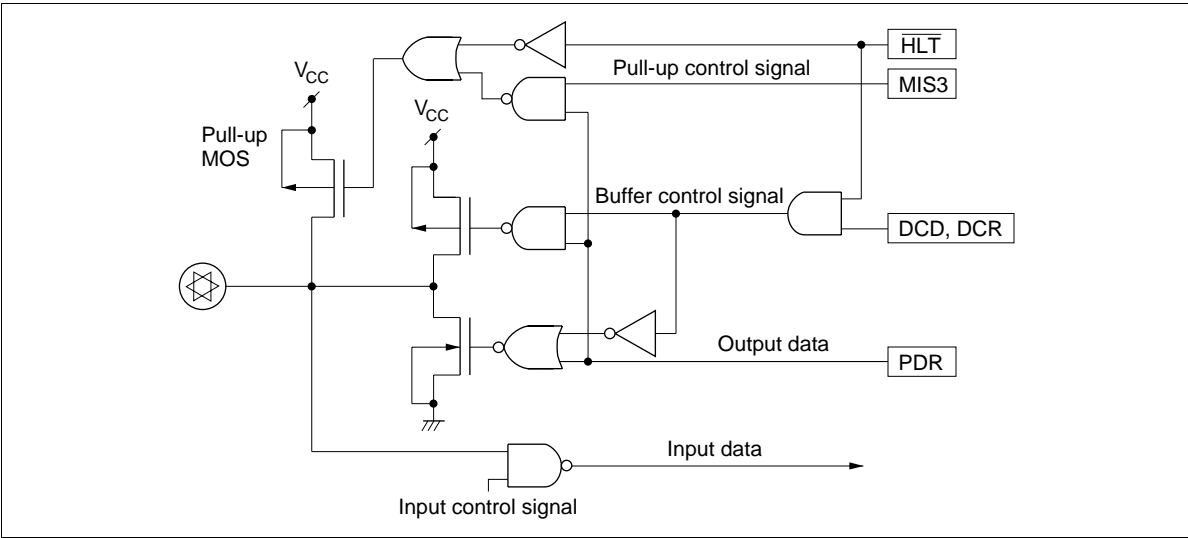 HLT
Pull-up control signal
MIS3
VCC
VCC
Pull-up
MOS
Buffer control signal
DCD, DCR
Output data
PDR
Input data
Input control signal